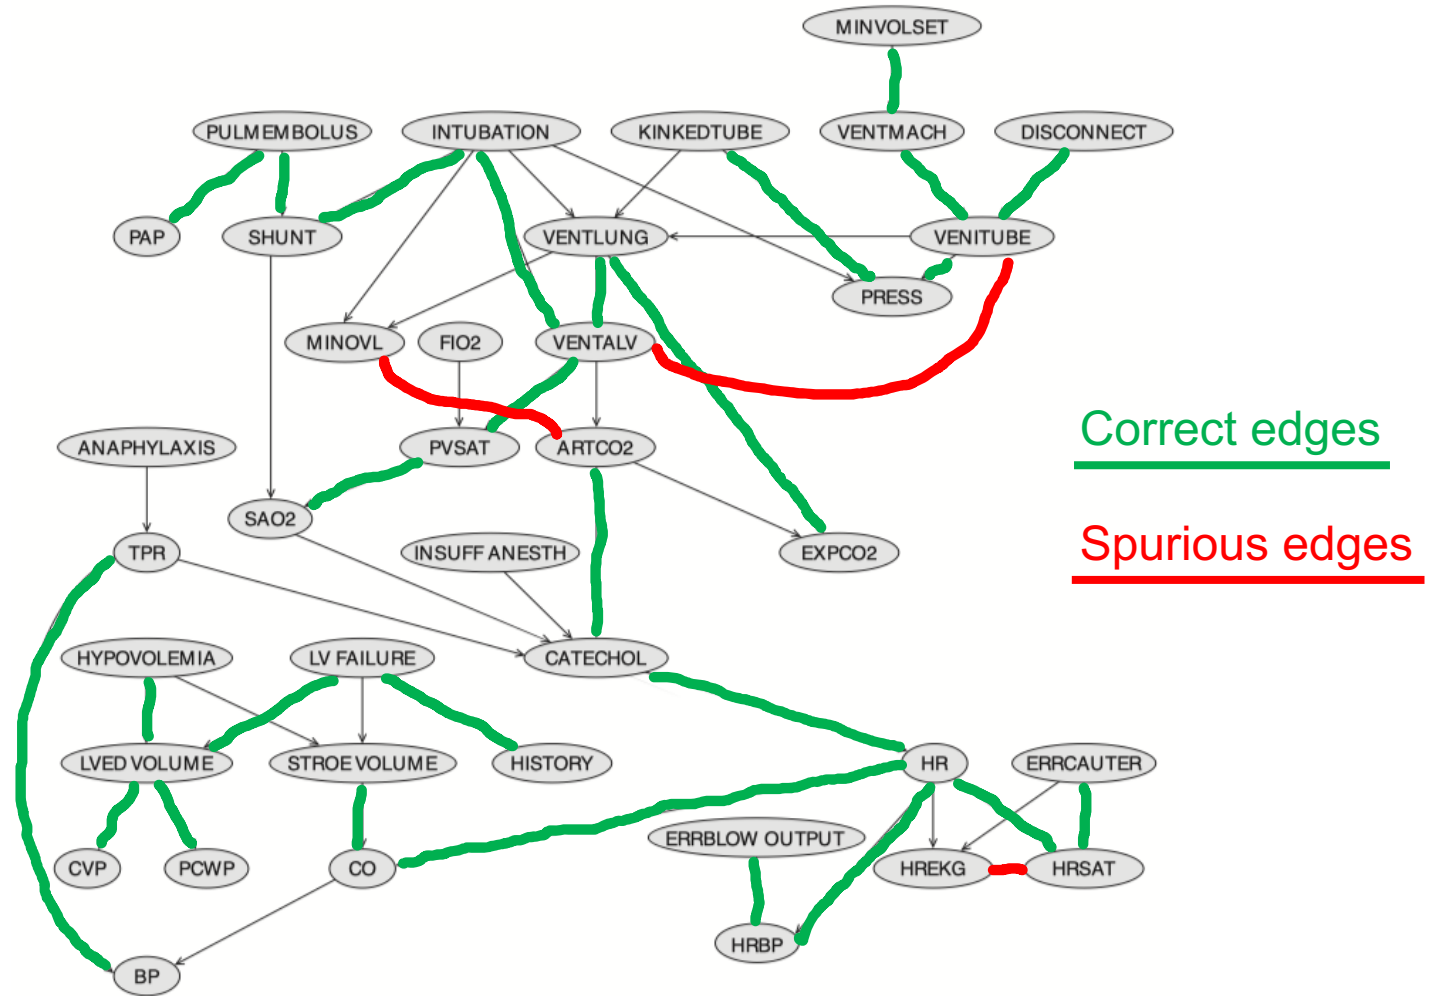 MINVOLSET
PULMEMBOLUS
INTUBATION
KINKEDTUBE
VENTMACH
DISCONNECT
PAP
SHUNT
VENTLUNG
VENITUBE
PRESS
MINOVL
FIO2
VENTALV
Correct edges
ANAPHYLAXIS
PVSAT
ARTCO2
SAO2
Spurious edges
TPR
INSUFF ANESTH
EXPCO2
HYPOVOLEMIA
LV FAILURE
CATECHOL
LVED VOLUME
STROE VOLUME
HISTORY
HR
ERRCAUTER
ERRBLOW OUTPUT
CVP
PCWP
CO
HREKG
HRSAT
HRBP
BP